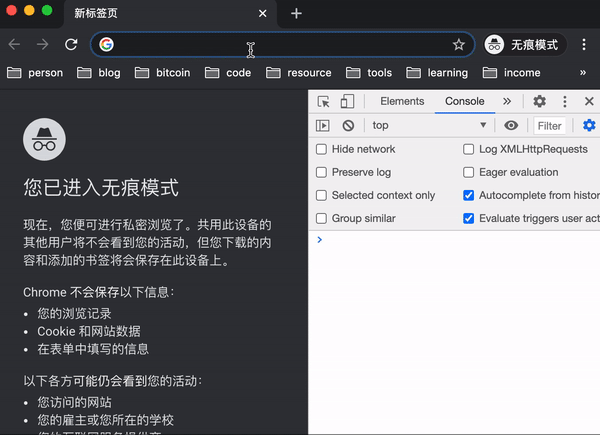 新标签页
无痕模式
person blog bitcoin code resource tools learning income »
Elements Console »
top Filter
Hide network Log XMLHttpRequests
Preserve log Eager evaluation
Selected context only Autocomplete from histor
Group similar Evaluate triggers user act
您已进入无痕模式
现在，您便可进行私密浏览了。共用此设备的
其他用户将不会看到您的活动，但您下载的内
容和添加的书签将会保存在此设备上。
Chrome 不会保存以下信息：
• 您的浏览记录
• Cookie 和网站数据
• 在表单中填写的信息
以下各方可能仍会看到您的活动：
• 您访问的网站
• 您的雇主或您所在的学校